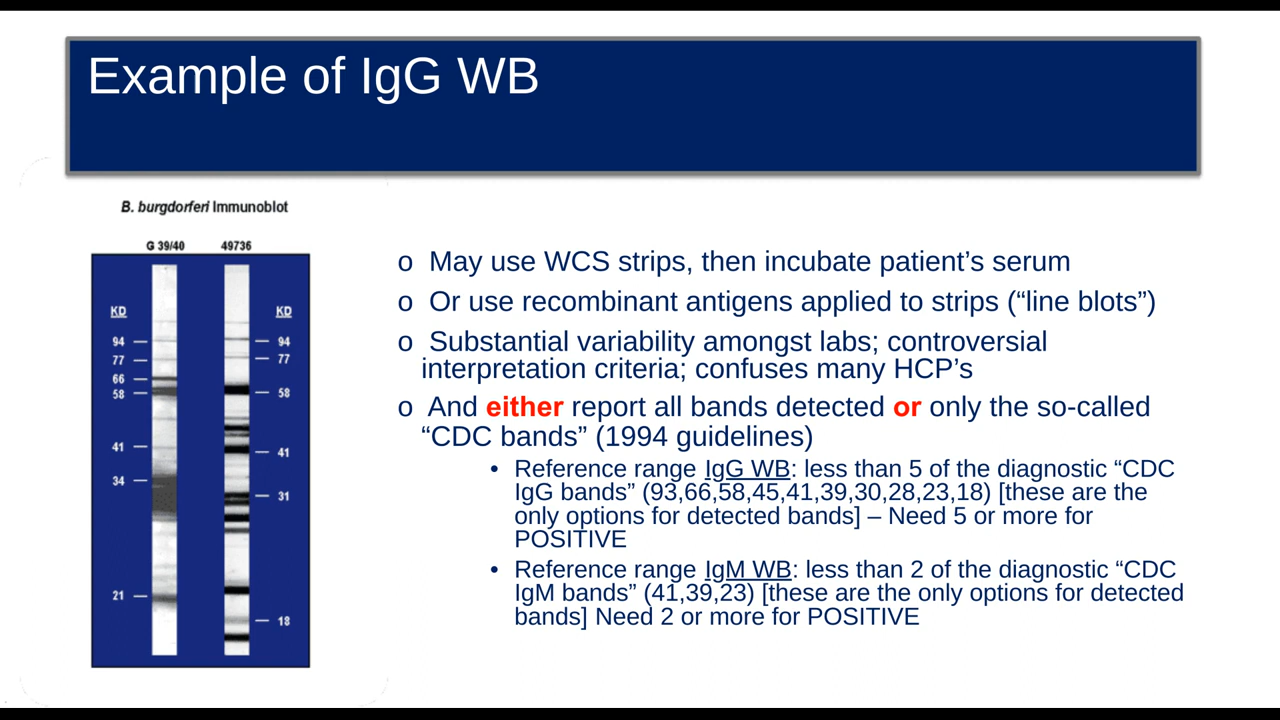 Example of IgG WB
B. burgdorferi Immunoblot
G 39/40 49736
KD KD
94 94
77 77
66
58 58
41 41
34
31
21
18
o May use WCS strips, then incubate patient’s serum
o Or use recombinant antigens applied to strips (“line blots”)
o Substantial variability amongst labs; controversial
interpretation criteria; confuses many HCP’s
o And either report all bands detected or only the so-called
“CDC bands” (1994 guidelines)
• Reference range IgG WB: less than 5 of the diagnostic “CDC
IgG bands” (93,66,58,45,41,39,30,28,23,18) [these are the
only options for detected bands] – Need 5 or more for
POSITIVE
• Reference range IgM WB: less than 2 of the diagnostic “CDC
IgM bands” (41,39,23) [these are the only options for detected
bands] Need 2 or more for POSITIVE